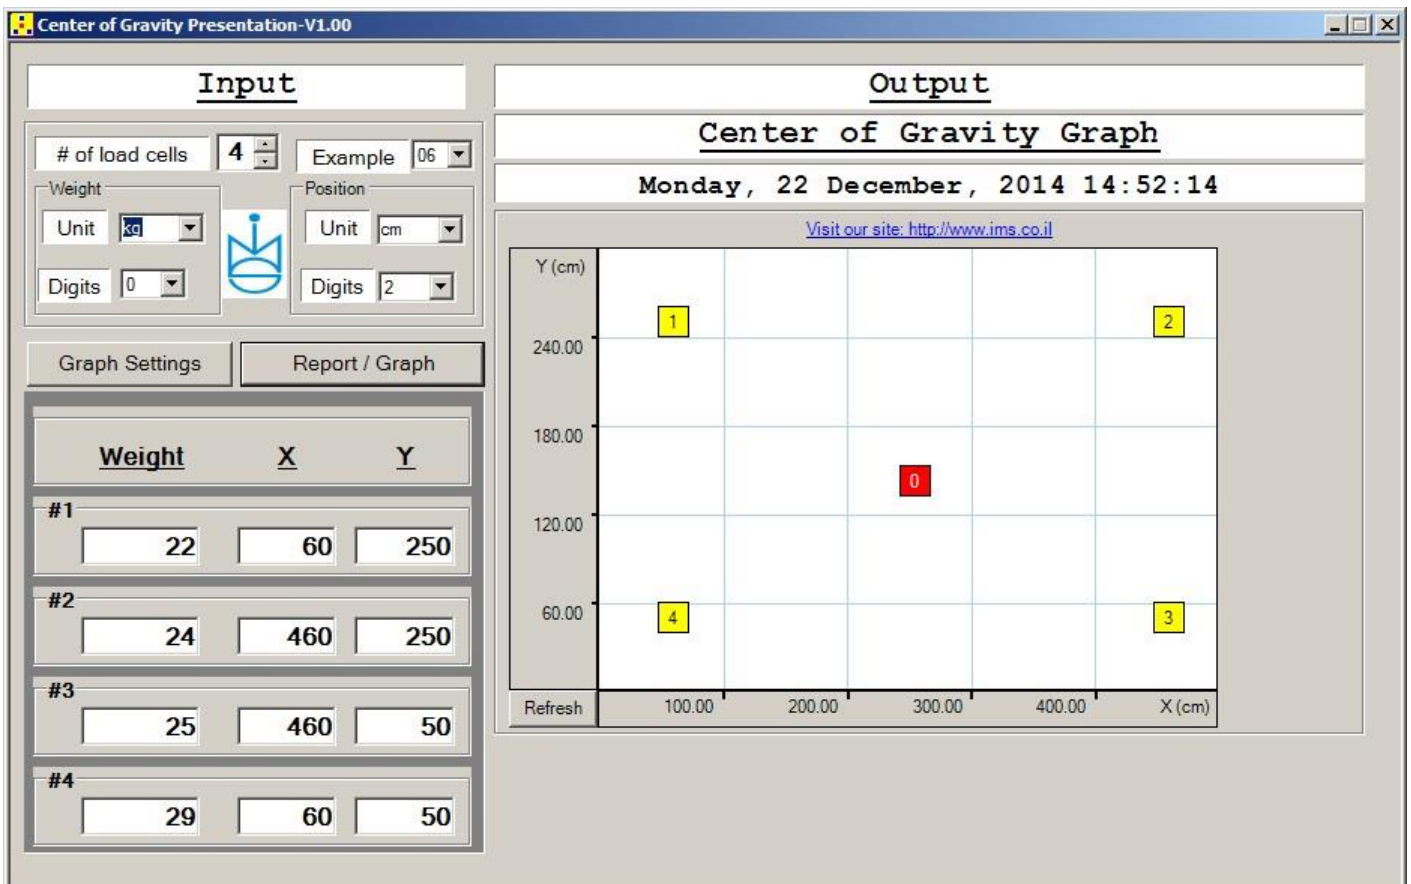 Center of Gravity Presentation-V1.00
Input
# of load cells 4 Example 06
Weight
Unit kg
Digits 0
Position
Unit cm
Digits 2
Graph Settings Report / Graph
Weight X Y
#1
22 60 250
#2
24 460 250
#3
25 460 50
#4
29 60 50
Output
Center of Gravity Graph
Monday, 22 December, 2014 14:52:14
Visit our site: http://www.ims.co.il
Y (cm)
1 2
240.00
180.00
0
120.00
60.00
4 3
Refresh 100.00 200.00 300.00 400.00 X (cm)